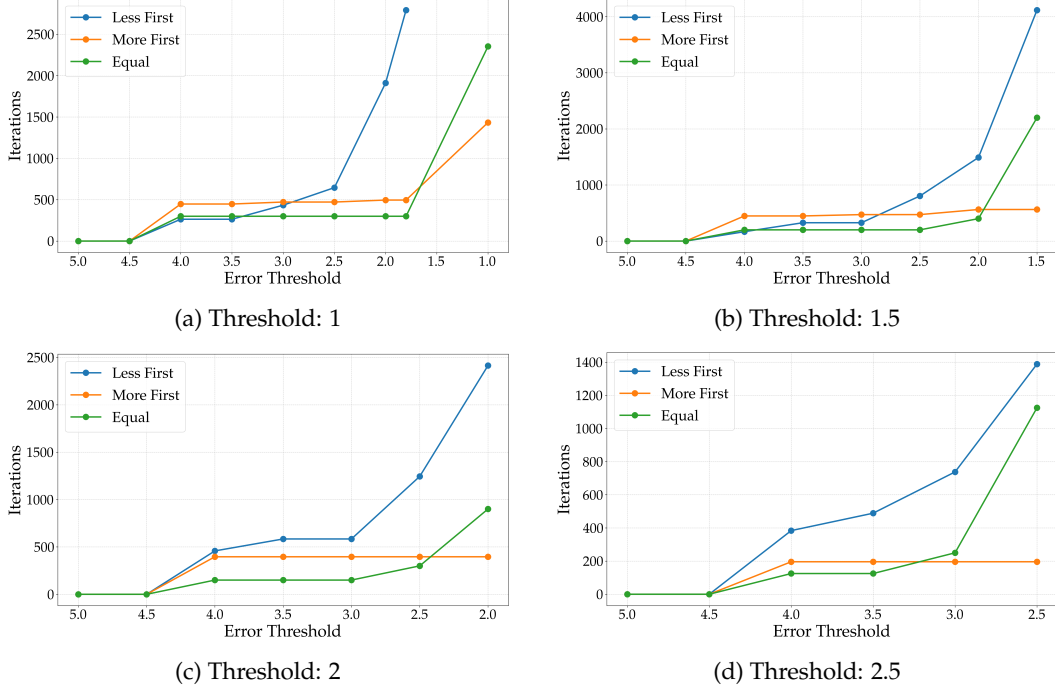 Less First
More First
Equal
2500
2000
1500
1000
500
0
Iterations
5.0 4.5 4.0 3.5 3.0 2.5 2.0 1.5 1.0
Error Threshold
(a) Threshold: 1
Less First
More First
Equal
4000
3000
2000
1000
0
Iterations
5.0 4.5 4.0 3.5 3.0 2.5 2.0 1.5
Error Threshold
(b) Threshold: 1.5
Less First
More First
Equal
2500
2000
1500
1000
500
0
Iterations
5.0 4.5 4.0 3.5 3.0 2.5 2.0
Error Threshold
(c) Threshold: 2
Less First
More First
Equal
1400
1200
1000
800
600
400
200
0
Iterations
5.0 4.5 4.0 3.5 3.0 2.5
Error Threshold
(d) Threshold: 2.5